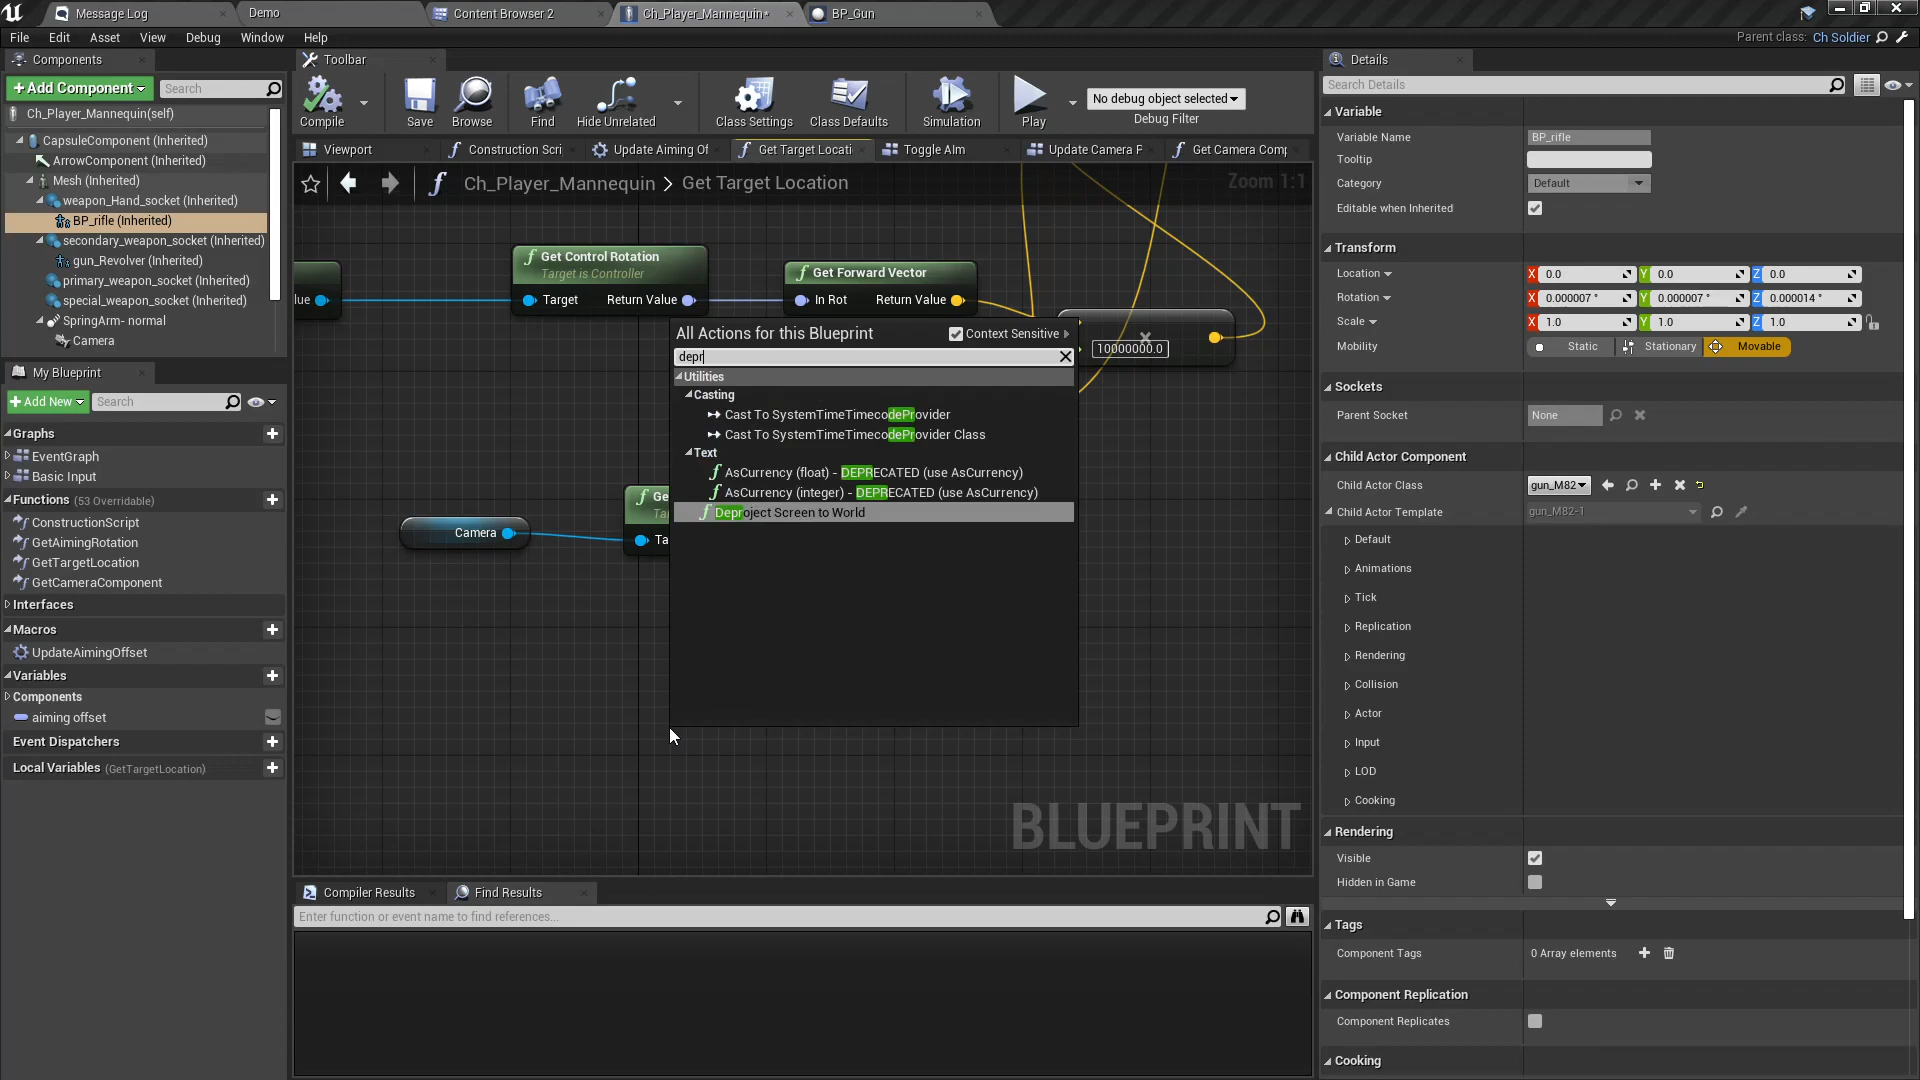 Message Log
Demo
Content Browser 2
Ch_Player_Mannequin*
BP_Gun
File Edit Asset View Debug Window Help
Parent class: Ch Soldier
Components
+Add Component
Search
Ch_Player_Mannequin(self)
CapsuleComponent (Inherited)
ArrowComponent (Inherited)
Mesh (Inherited)
weapon_Hand_socket (Inherited)
BP_rifle (Inherited)
secondary_weapon_socket (Inherited)
gun_Revolver (Inherited)
primary_weapon_socket (Inherited)
special_weapon_socket (Inherited)
SpringArm- normal
Camera
My Blueprint
+Add New
Search
Graphs
EventGraph
Basic Input
Functions (53 Overridable)
ConstructionScript
GetAimingRotation
GetTargetLocation
GetCameraComponent
Interfaces
Macros
UpdateAimingOffset
Variables
Components
aiming offset
Event Dispatchers
Local Variables (GetTargetLocation)
Toolbar
Compile
Save
Browse
Find
Hide Unrelated
Class Settings
Class Defaults
Simulation
Play
No debug object selected
Debug Filter
Viewport
Construction Scri
Update Aiming Of
Get Target Locati
Toggle AIm
Update Camera P
Get Camera Comp
Ch_Player_Mannequin > Get Target Location
Zoom 1:1
lue
Get Control Rotation
Target is Controller
Target Return Value
Get Forward Vector
In Rot Return Value
10000000.0
Camera
Ge
Tar
Ta
All Actions for this Blueprint
Context Sensitive
depr
Utilities
Casting
Cast To SystemTimeTimecodeProvider
Cast To SystemTimeTimecodeProvider Class
Text
AsCurrency (float) - DEPRECATED (use AsCurrency)
AsCurrency (integer) - DEPRECATED (use AsCurrency)
Deproject Screen to World
BLUEPRINT
Compiler Results
Find Results
Enter function or event name to find references...
Details
Search Details
Variable
Variable Name BP_rifle
Tooltip
Category Default
Editable when Inherited
Transform
Location X 0.0 Y 0.0 Z 0.0
Rotation X 0.000007 ° Y 0.000007 ° Z 0.000014 °
Scale X 1.0 Y 1.0 Z 1.0
Mobility Static Stationary Movable
Sockets
Parent Socket None
Child Actor Component
Child Actor Class gun_M82
Child Actor Template gun_M82-1
Default
Animations
Tick
Replication
Rendering
Collision
Actor
Input
LOD
Cooking
Rendering
Visible
Hidden in Game
Tags
Component Tags 0 Array elements
Component Replication
Component Replicates
Cooking